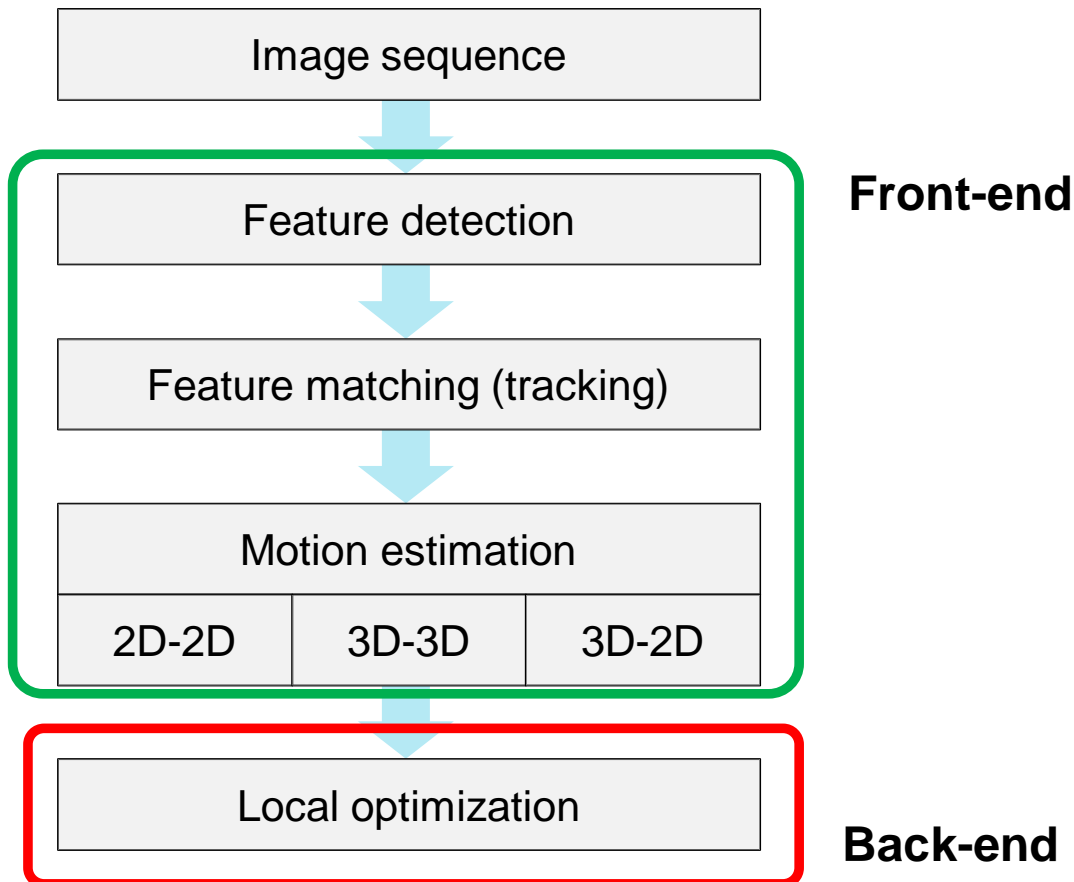 Image sequence
Front-end
Feature detection
Feature matching (tracking)
Motion estimation
2D-2D 3D-3D 3D-2D
Local optimization
Back-end